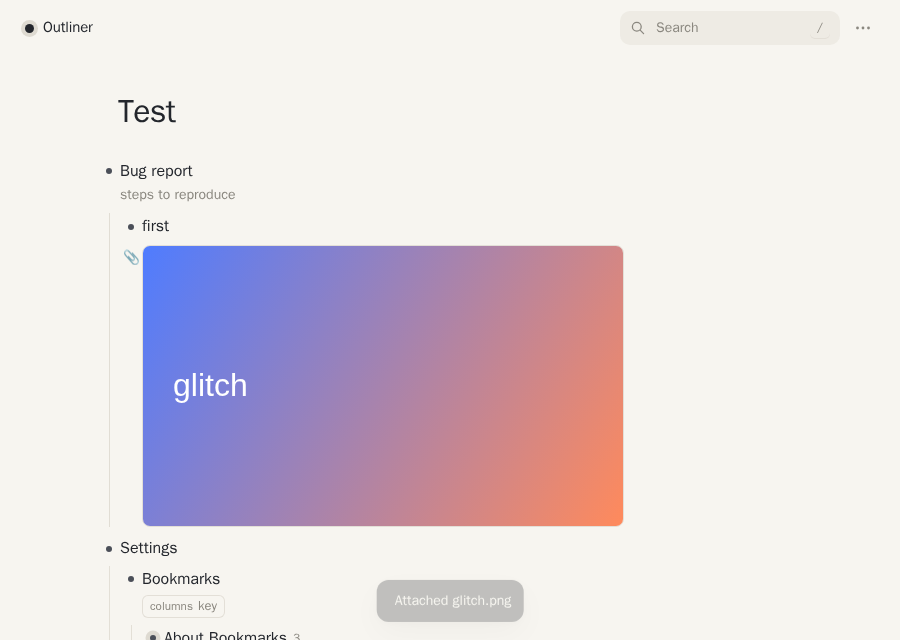 Outliner
Search /
Test
Bug report
steps to reproduce
first
glitch
Settings
Bookmarks
columns key
Attached glitch.png
About Bookmarks 3